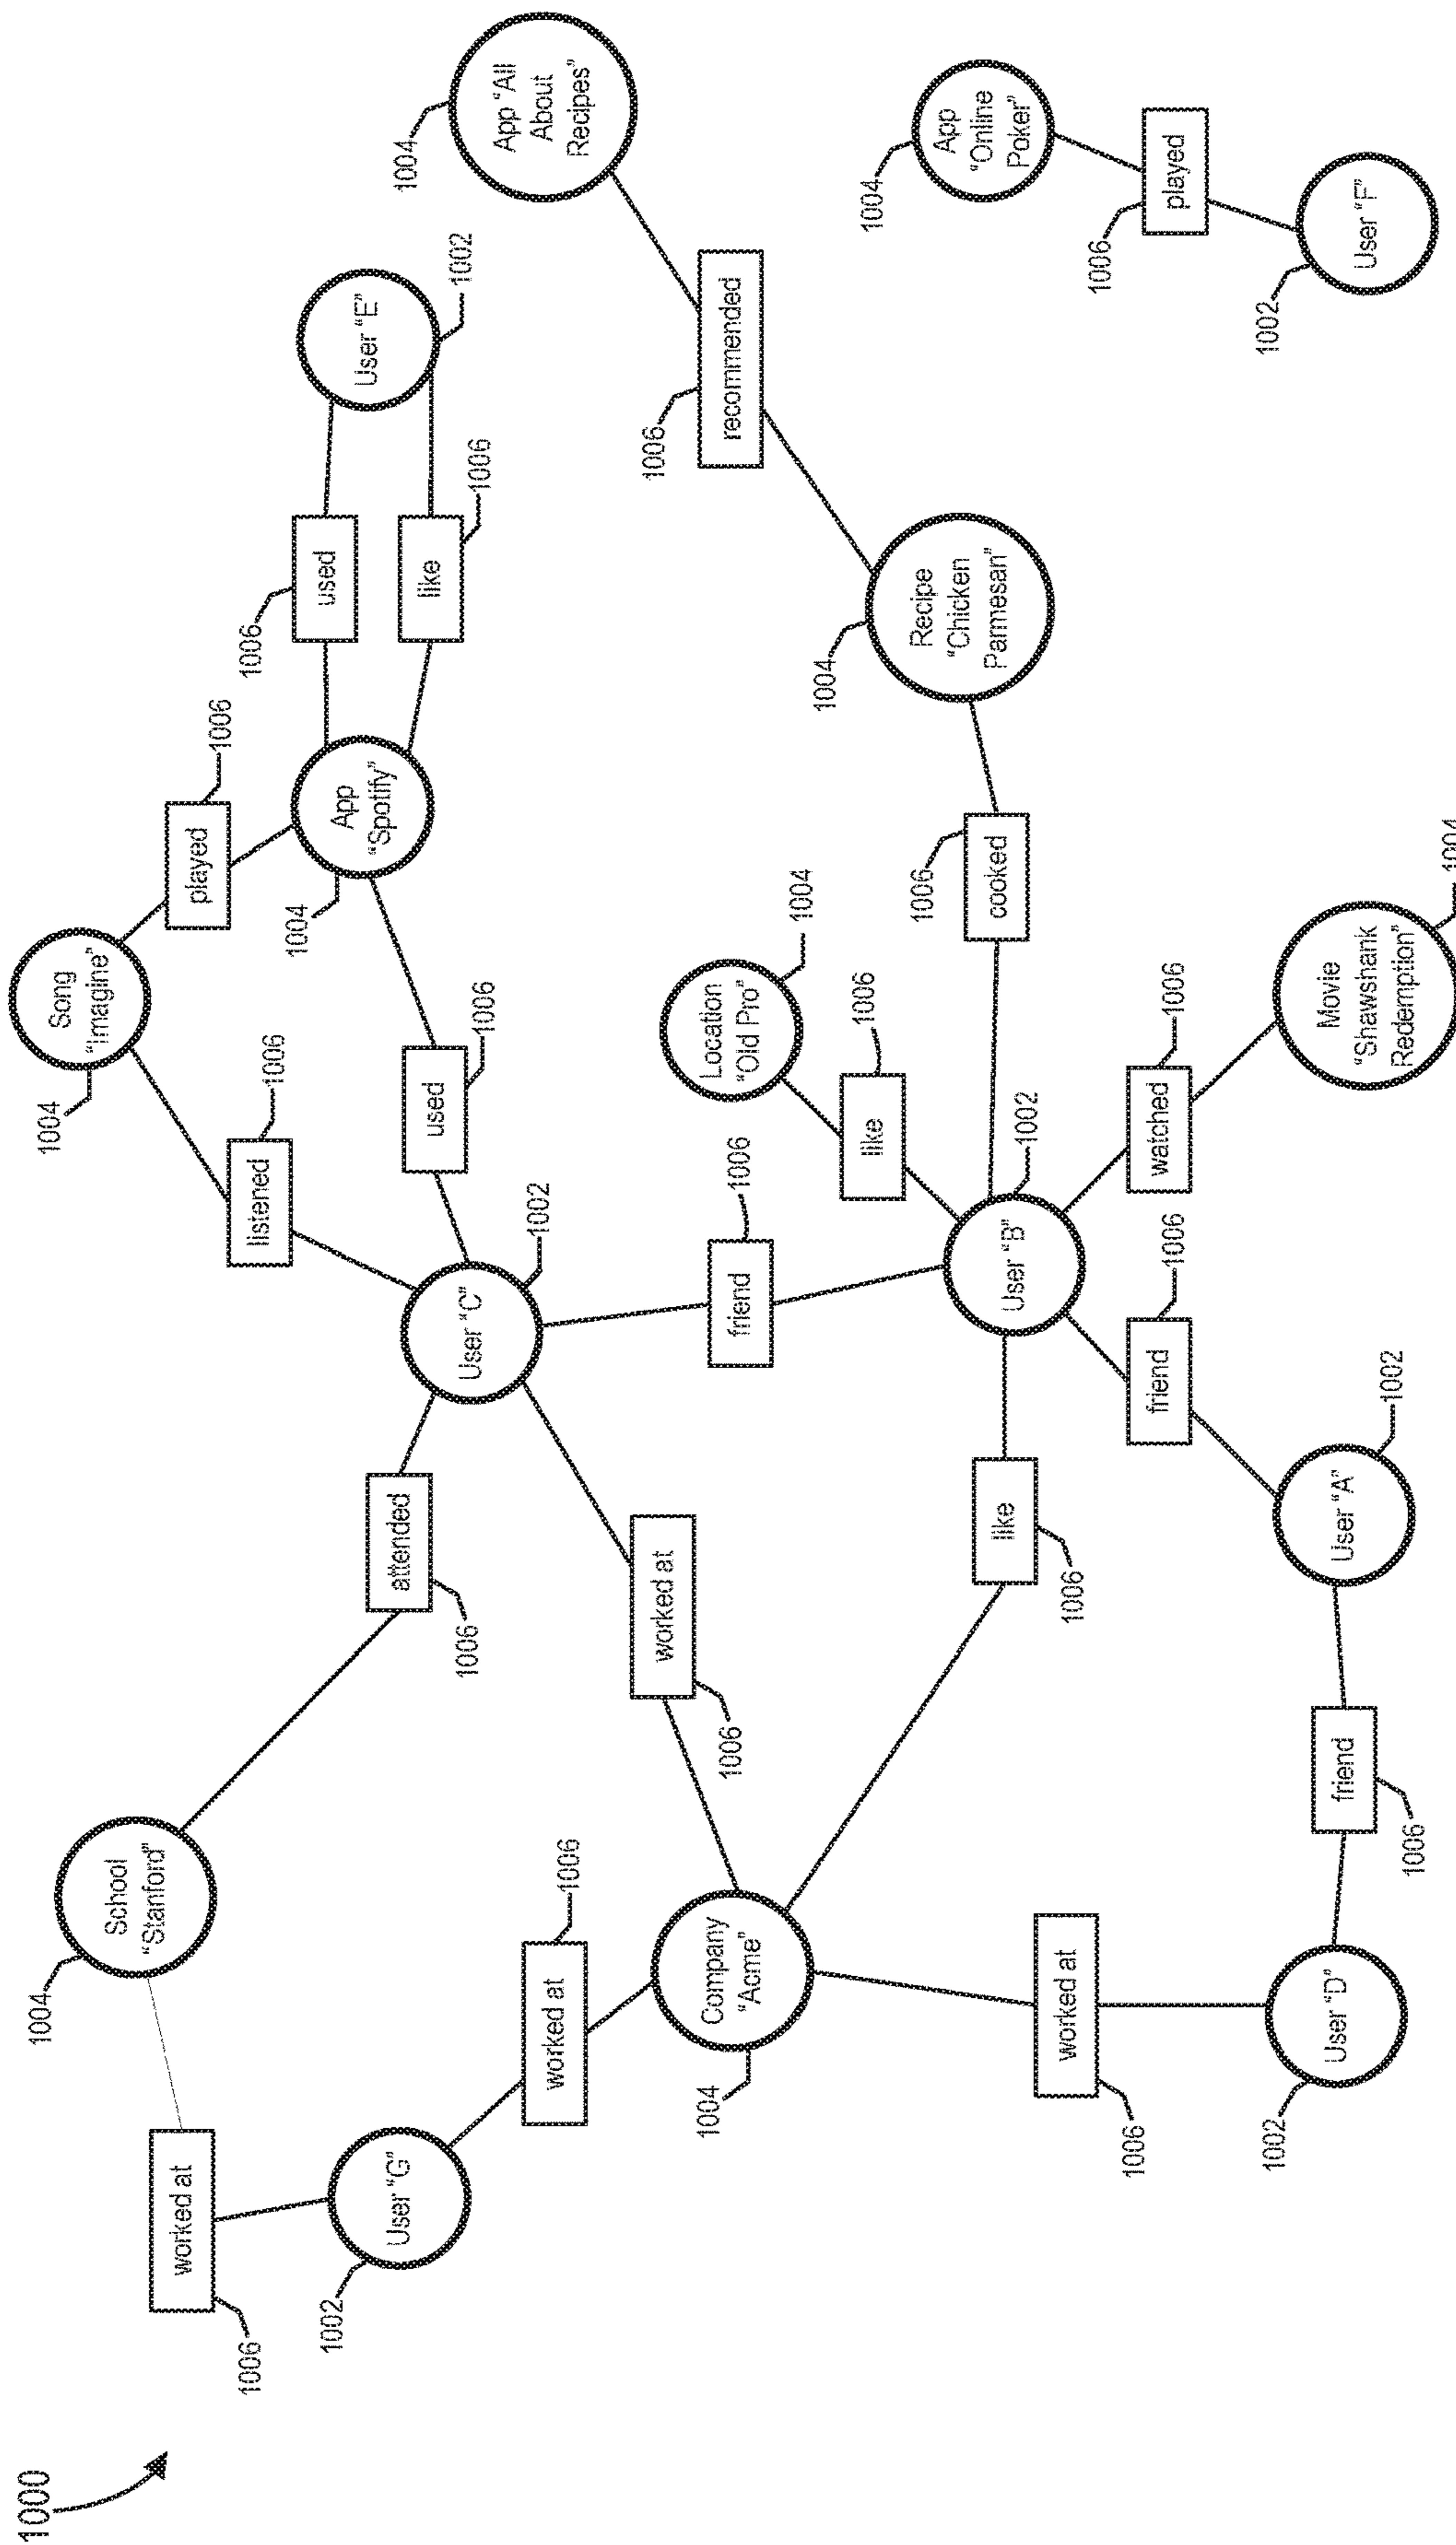 1000
1004
Song
"Imagine"
1004
School
"Stanford"
worked at
1006
played
1006
listened
1006
1006
used
User "E"
1002
1004
App
"Spotify"
1002
User "G"
attended
1006
like
1006
used
1006
User "C"
1002
1004
App "All
About
Recipes"
worked at
1006
worked at
1006
1006
recommended
1004
Company
"Acme"
friend
1006
Location
"Old Pro"
1004
like
1006
1004
Recipe
"Chicken
Parmesan"
1006
cooked
1004
App
"Online
Poker"
like
1006
User "B"
1002
worked at
1006
1006
played
friend
1006
watched
1006
1002
User "D"
friend
1006
User "A"
1002
Movie
"Shawshank
Redemption"
1004
1002
User "F"